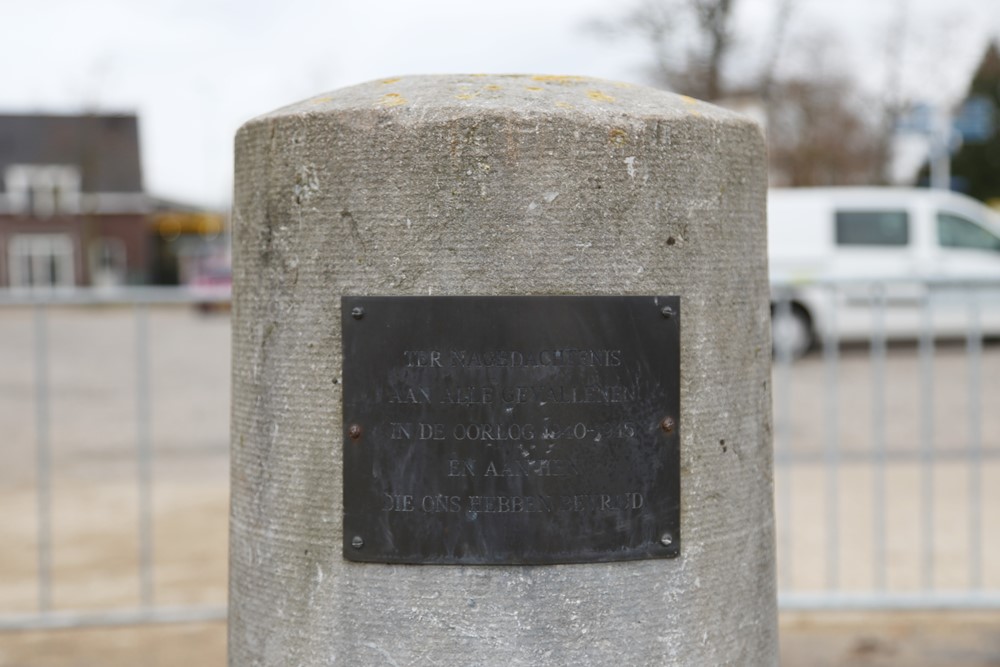 TER NAGEDACHTENIS
AAN ALLE GEVALLENEN
IN DE OORLOG 1940-1945
EN AAN HEN
DIE ONS HEBBEN BEVRIJD